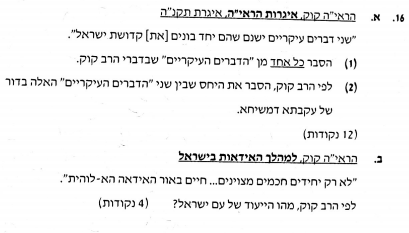 16. א. הראי"ה קוק, איגרות הראי"ה, איגרת תקנ"ה
"שני דברים עיקריים ישנם שהם יחד בונים [את] קדושת ישראל".
(1) הסבר כל אחד מן "הדברים העיקריים" שבדברי הרב קוק.
(2) לפי הרב קוק, הסבר את היחס שבין שני "הדברים העיקריים" האלה בדור
של עקבתא דמשיחא.
(12 נקודות)
ב. הראי"ה קוק, למהלך האידאות בישראל
"לא רק יחידים חכמים מצוינים... חיים באור האידאה הא-לוהית".
לפי הרב קוק, מהו הייעוד של עם ישראל? (4 נקודות)